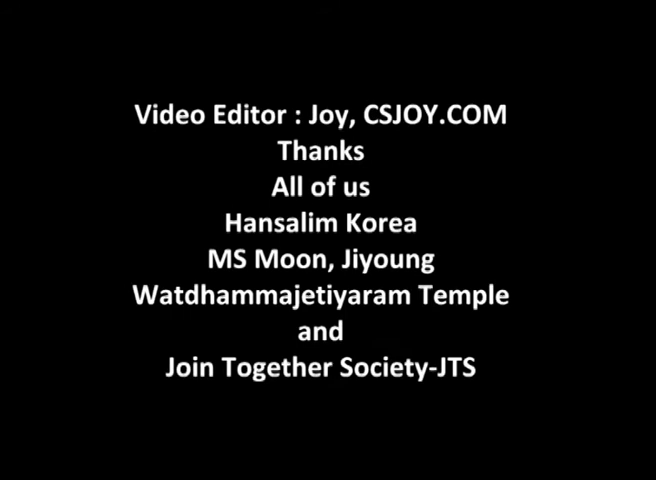 Video Editor : Joy, CSJOY.COM
Thanks
All of us
Hansalim Korea
MS Moon, Jiyoung
Watdhammajetiyaram Temple
and
Join Together Society-JTS